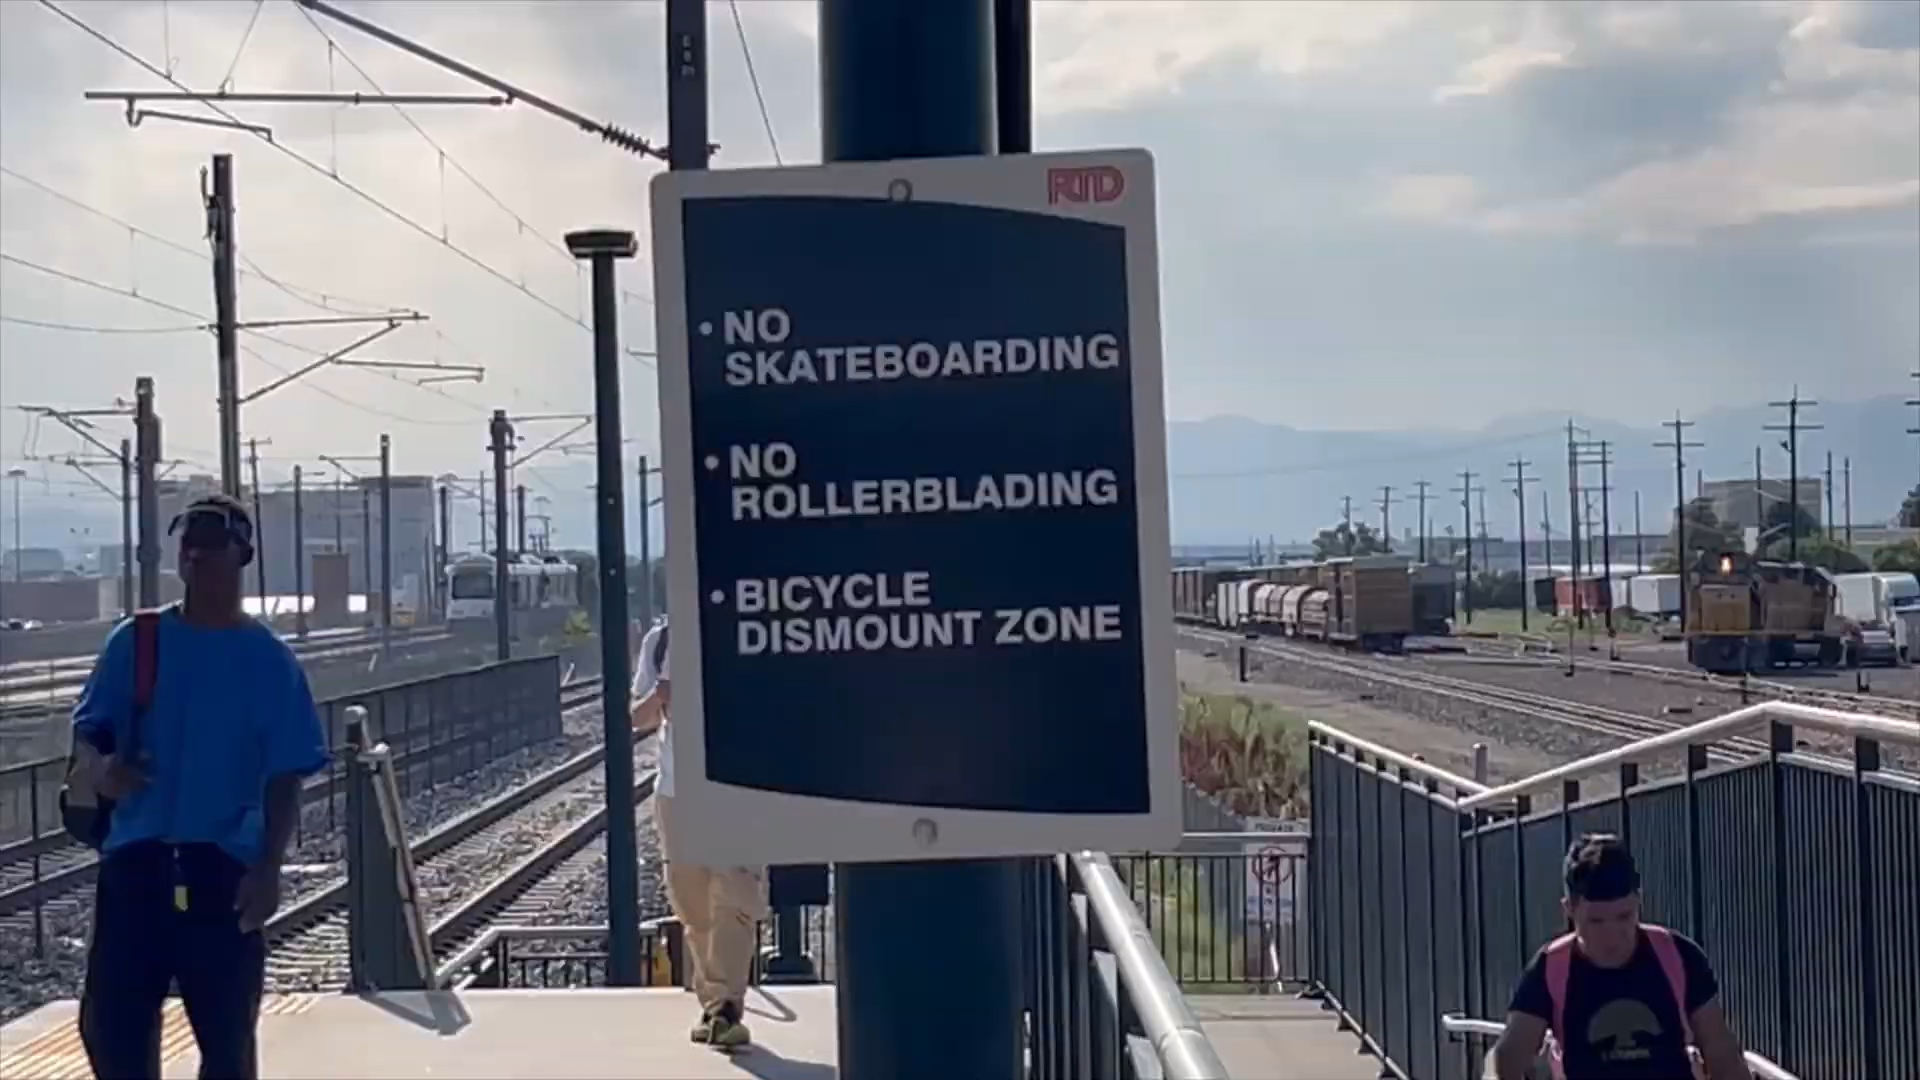 RTD
• NO
SKATEBOARDING
• NO
ROLLERBLADING
• BICYCLE
DISMOUNT ZONE